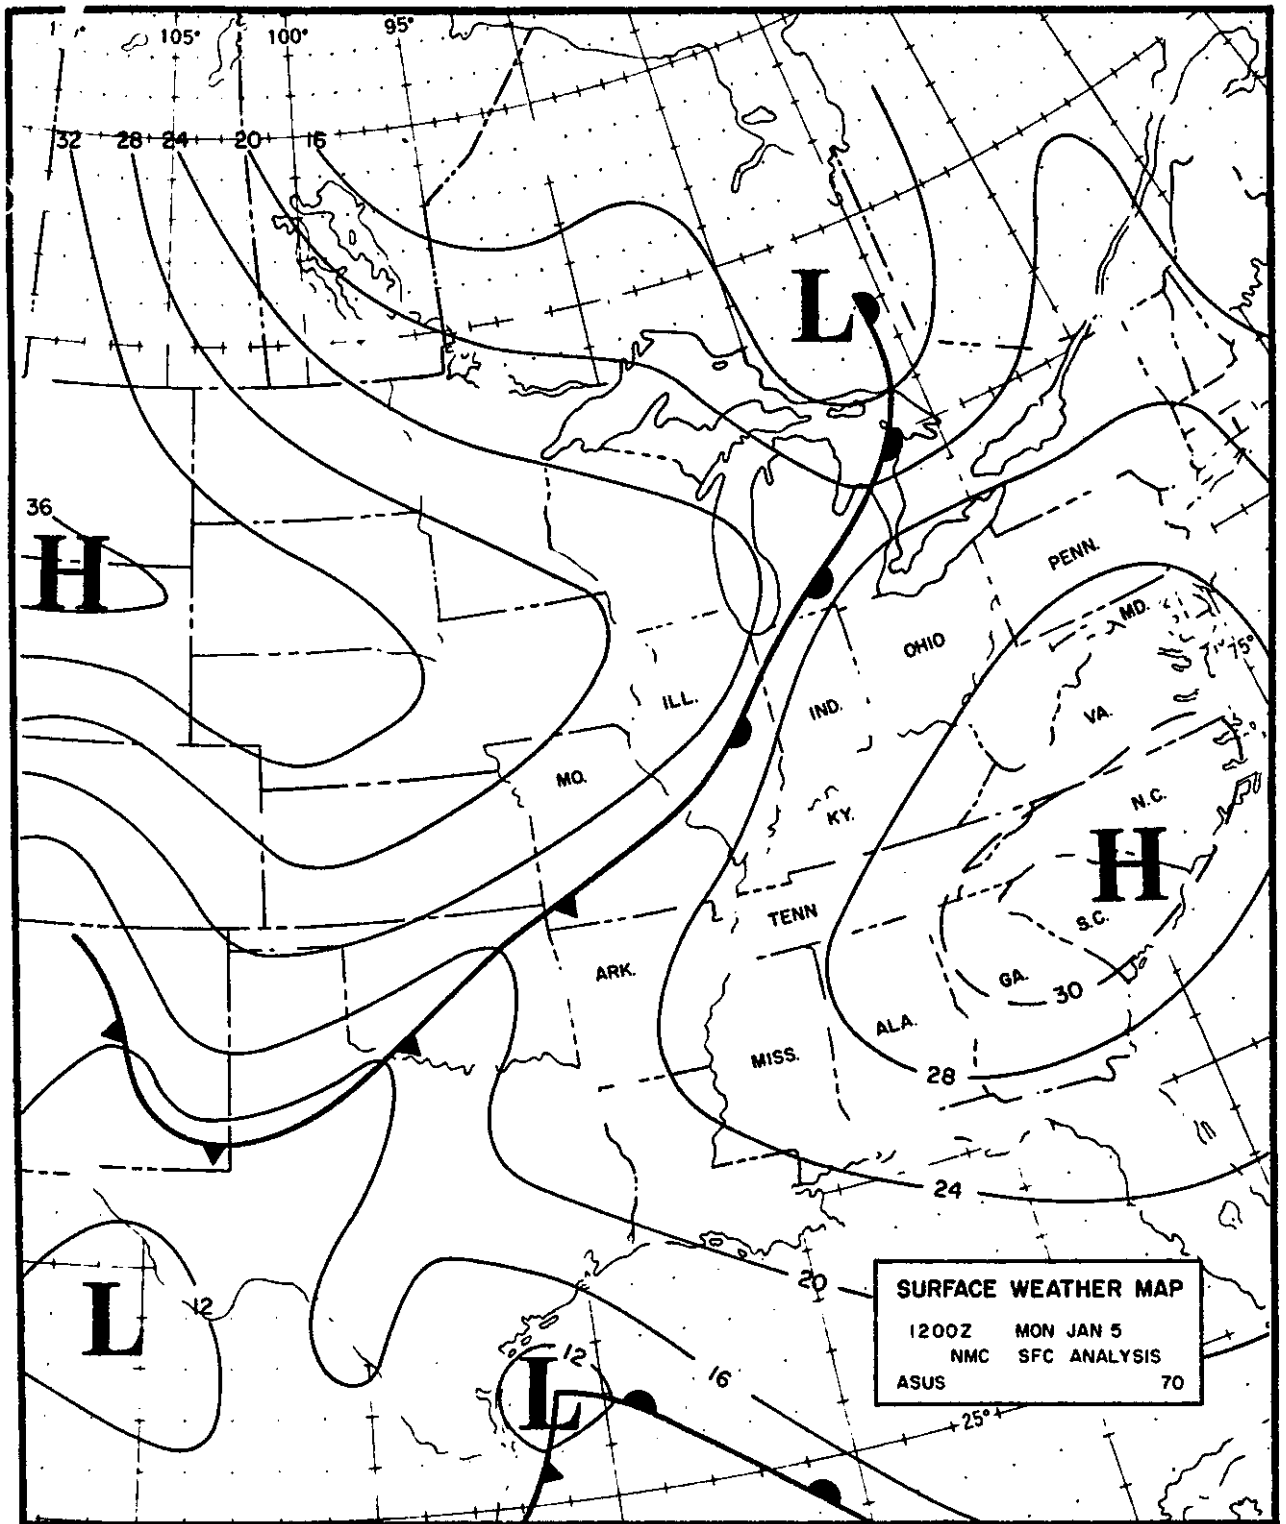 105° 100° 95°
32 28 24 20 16
L
36
H
PENN.
MD.
OHIO
75°
ILL.
IND.
VA.
MO.
KY.
N.C.
H
TENN
S.C.
ARK.
GA.
30
ALA.
MISS.
28
24
20
SURFACE WEATHER MAP
1200Z MON JAN 5
NMC SFC ANALYSIS
ASUS 70
12
L
12
L
16
25°